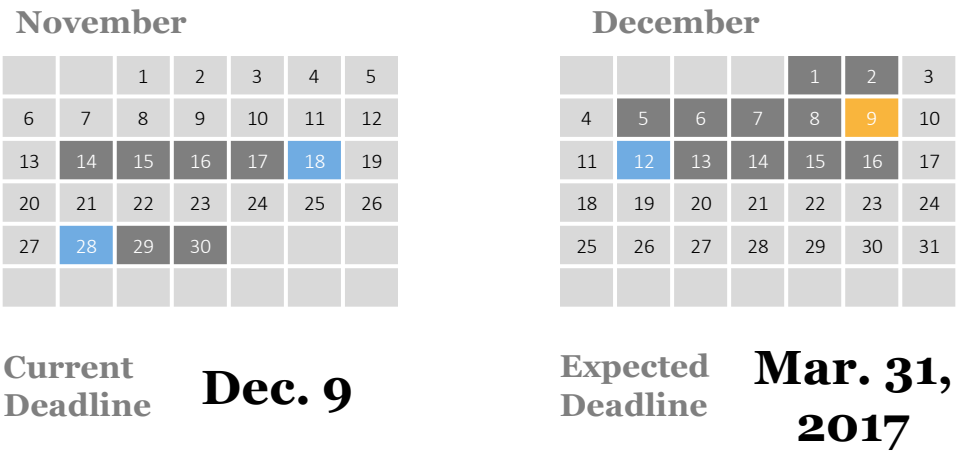 November
1 2 3 4 5
6 7 8 9 10 11 12
13 14 15 16 17 18 19
20 21 22 23 24 25 26
27 28 29 30
Current
Deadline
Dec. 9
December
1 2 3
4 5 6 7 8 9 10
11 12 13 14 15 16 17
18 19 20 21 22 23 24
25 26 27 28 29 30 31
Expected
Deadline
Mar. 31,
2017